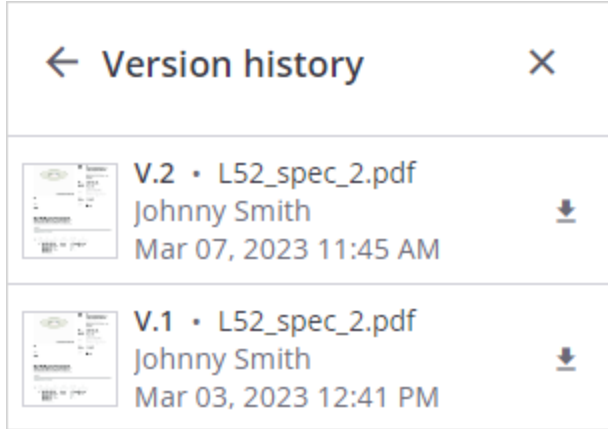 Version history
V.2 • L52_spec_2.pdf
Johnny Smith
Mar 07, 2023 11:45 AM
V.1 • L52_spec_2.pdf
Johnny Smith
Mar 03, 2023 12:41 PM